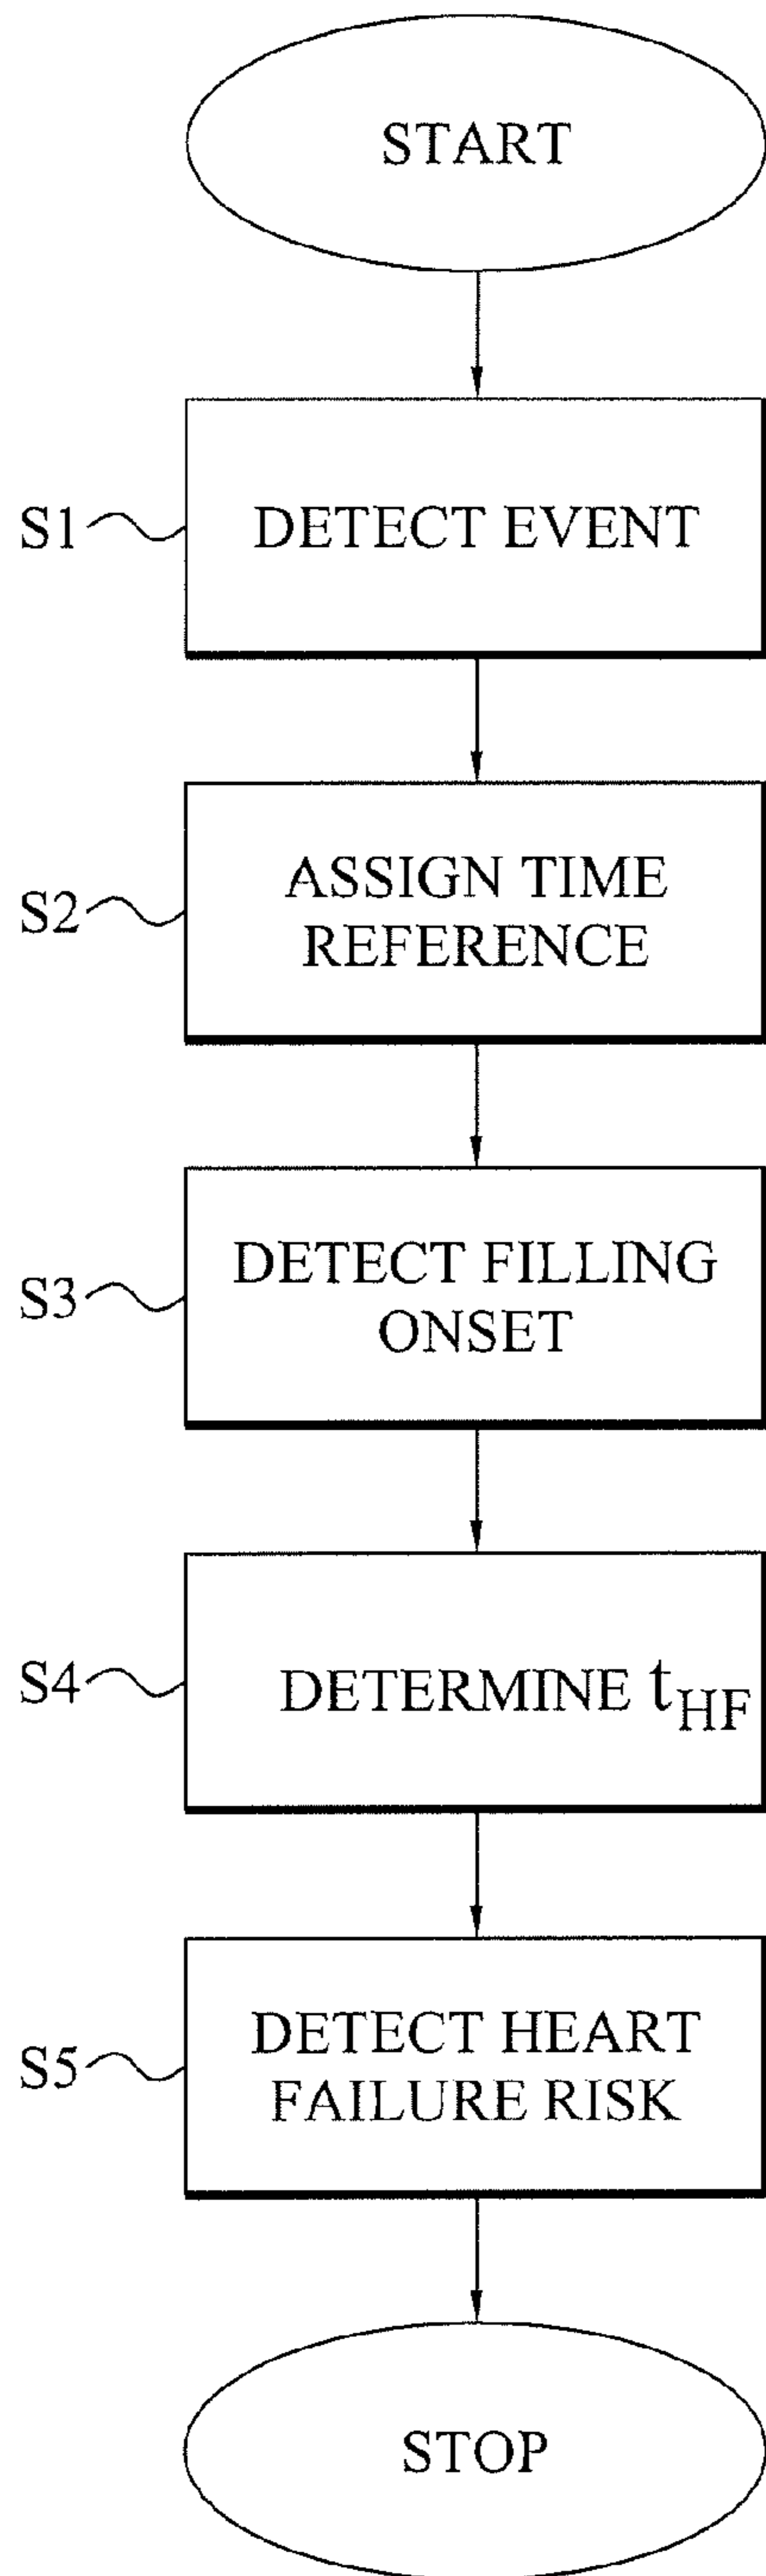 START
S1
DETECT EVENT
S2
ASSIGN TIME
REFERENCE
S3
DETECT FILLING
ONSET
S4
DETERMINE tHF
S5
DETECT HEART
FAILURE RISK
STOP